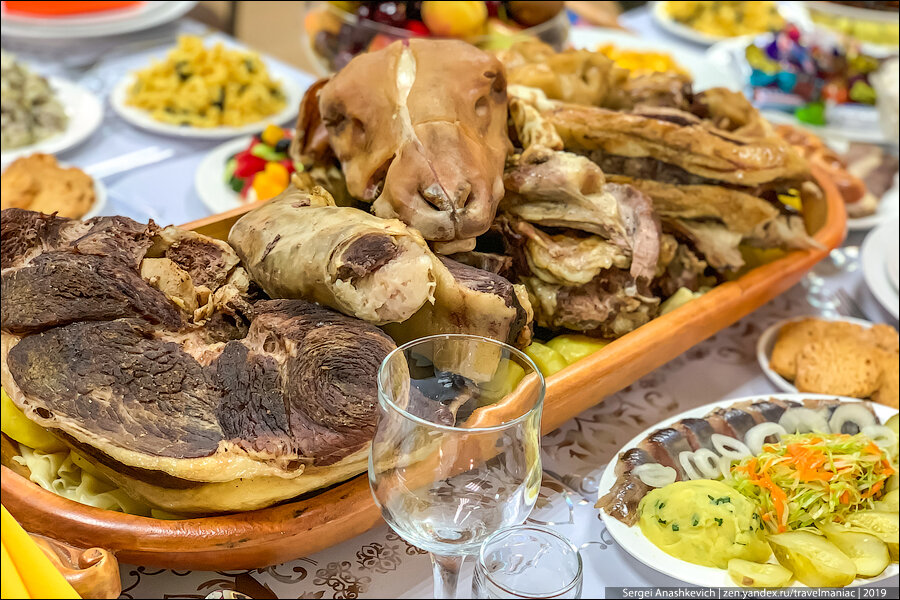 Sergei Anashkevich | zen.yandex.ru/travelmaniac | 2019